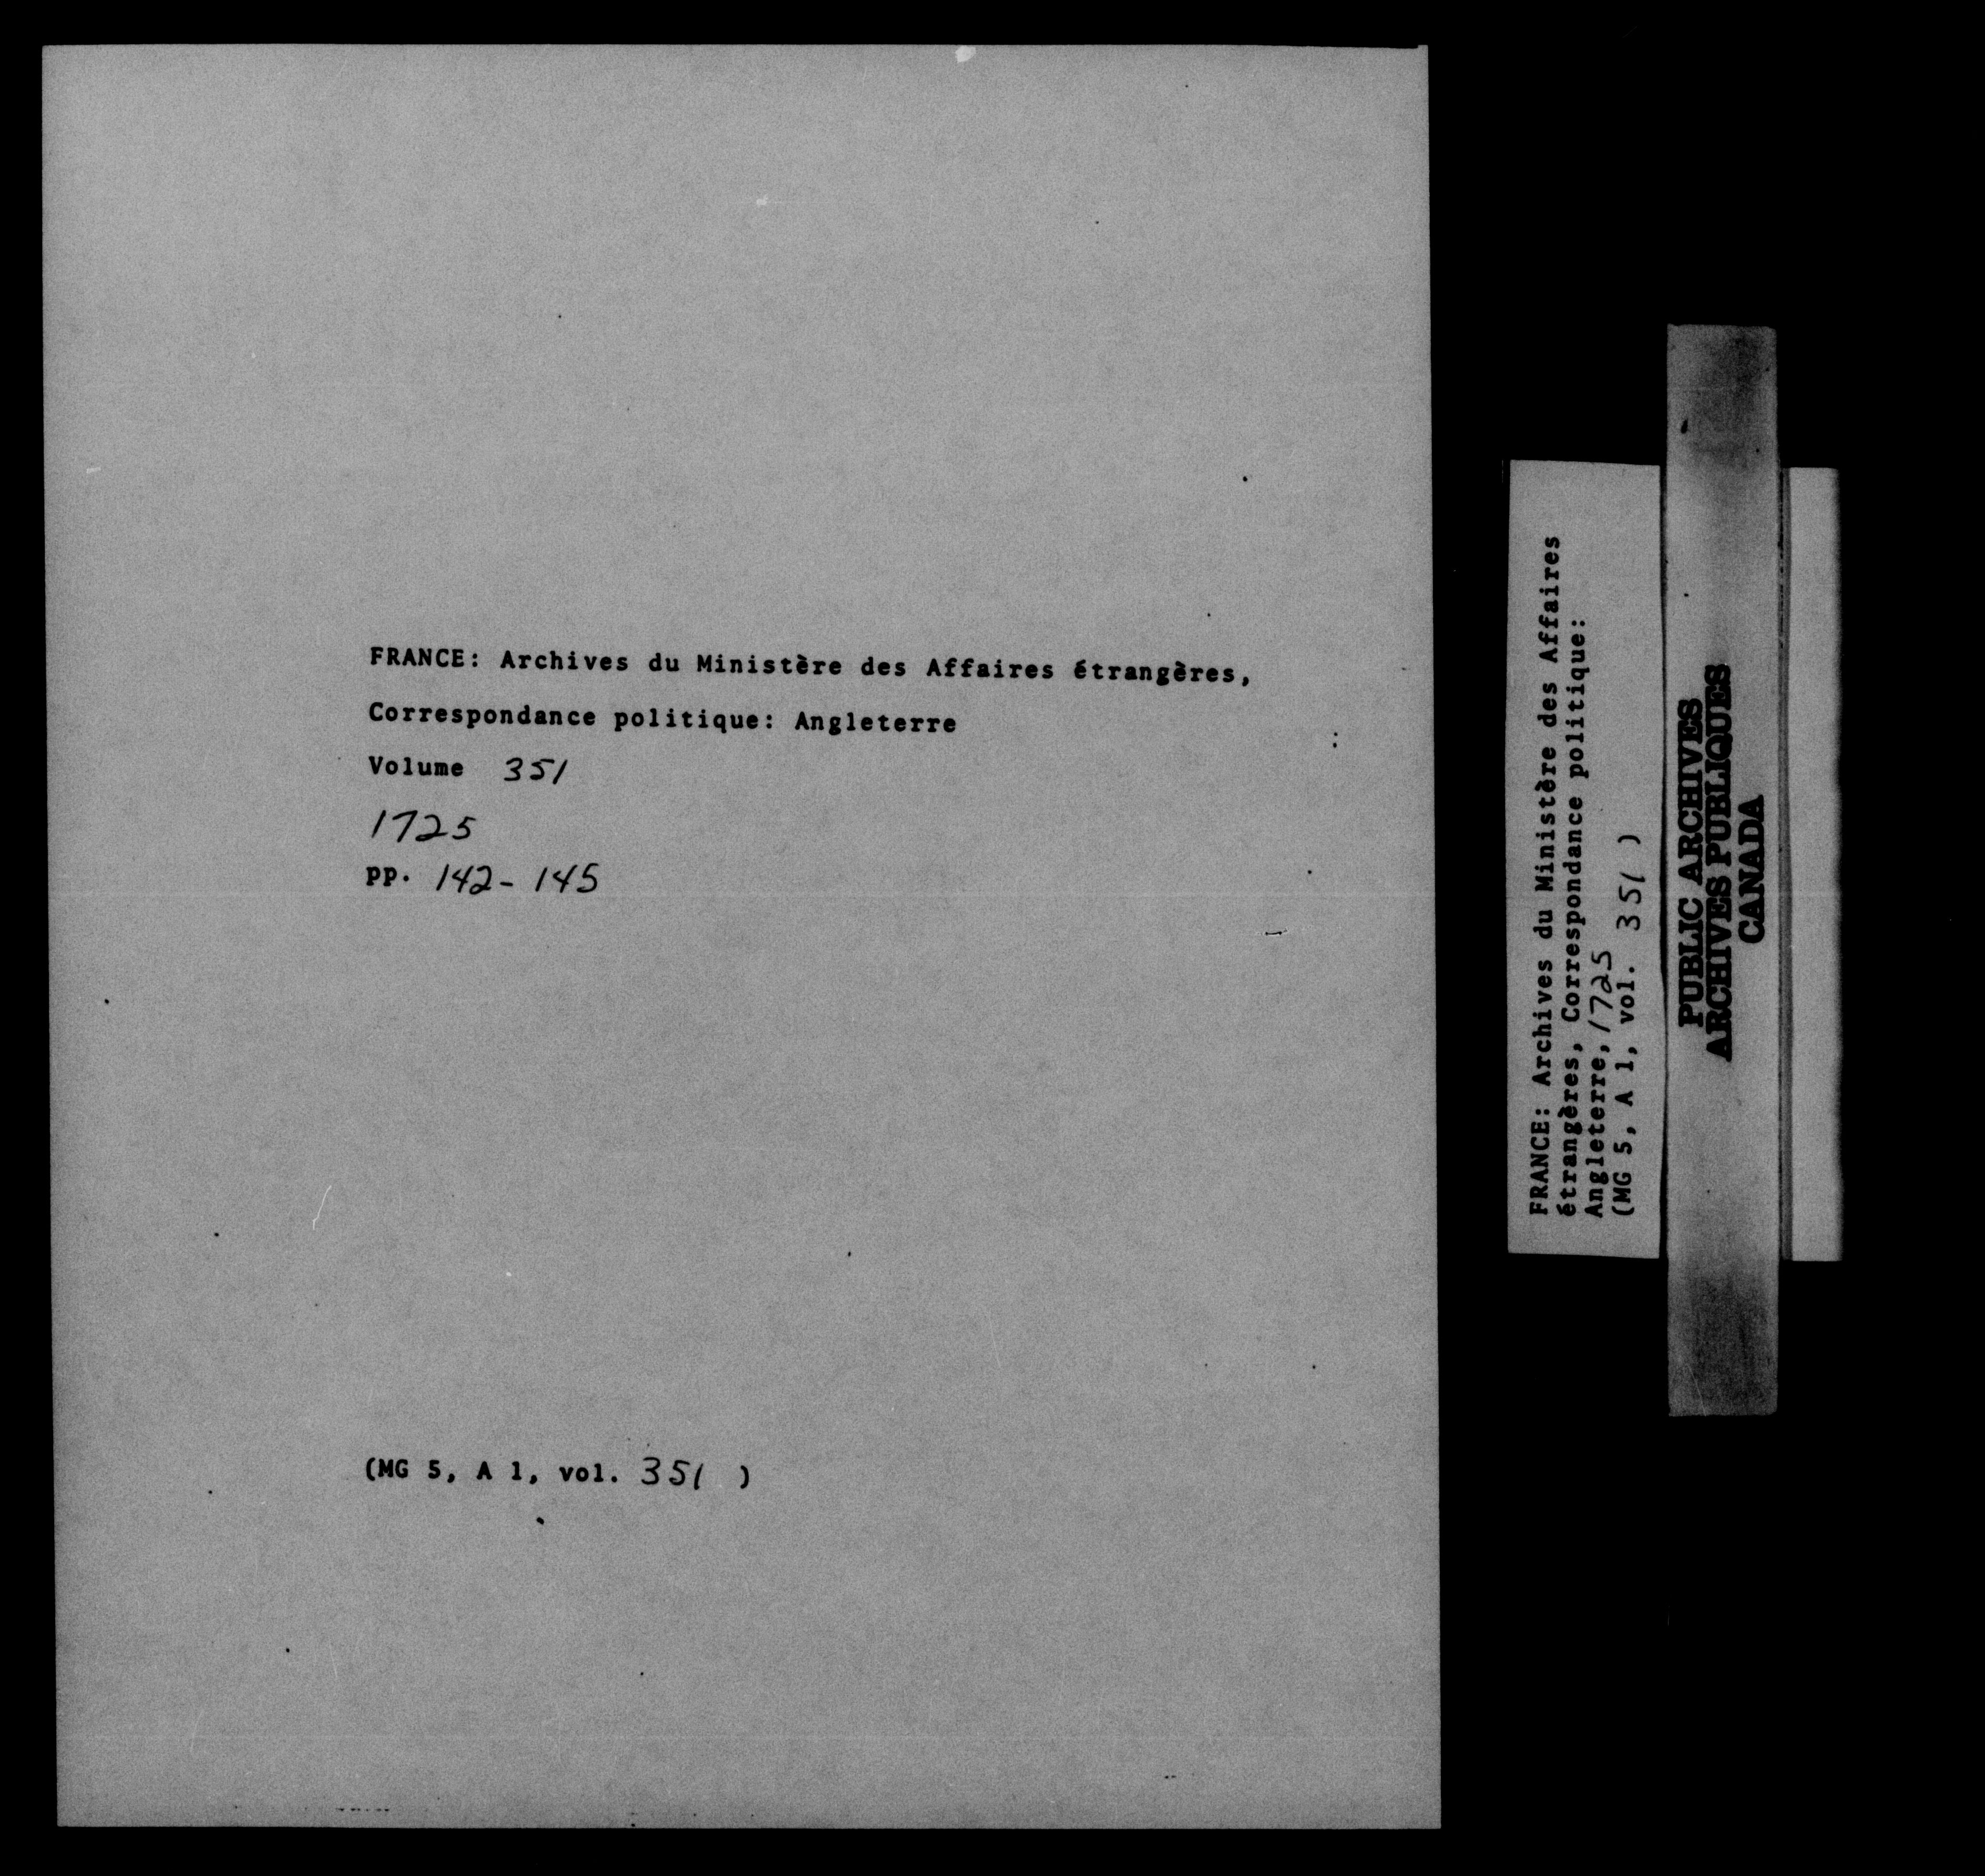 FRANCE: Archives du Ministère des Affaires étrangères,
Correspondance politique: Angleterre
Volume 351
1725
pp. 142-145
(MG 5, A 1, vol. 351 )
FRANCE: Archives du Ministère des Affaires
étrangères, Correspondance politique:
Angleterre, 1725
(MG 5, A 1, vol. 351 )
PUBLIC ARCHIVES
ARCHIVES PUBLIQUES
CANADA